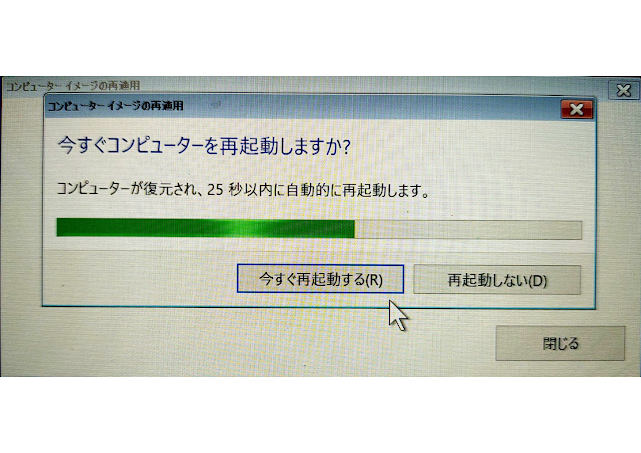 コンピューター イメージの再適用
コンピューター イメージの再適用
今すぐコンピューターを再起動しますか?
コンピューターが復元され、25 秒以内に自動的に再起動します。
今すぐ再起動する(R)
再起動しない(D)
閉じる